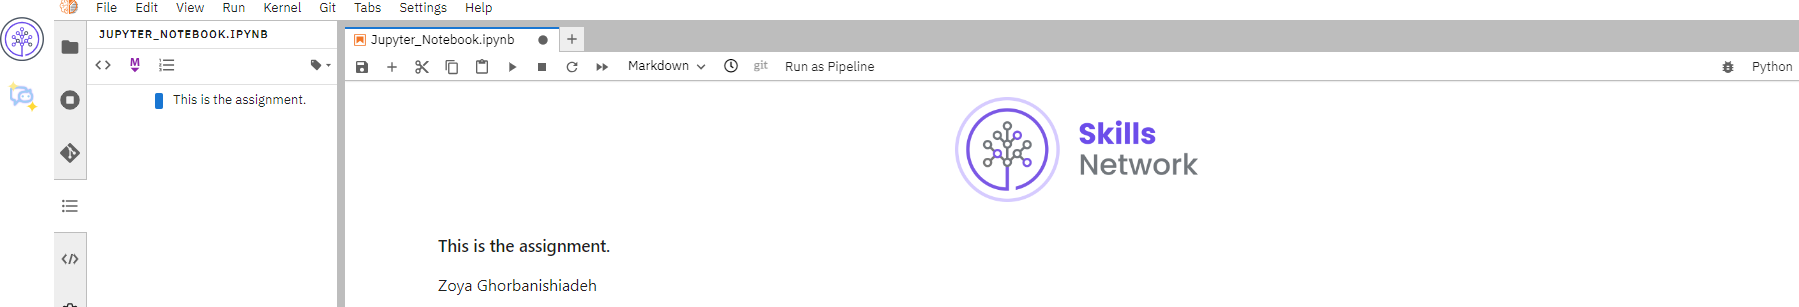 File Edit View Run Kernel Git Tabs Settings Help
JUPYTER_NOTEBOOK.IPYNB
Jupyter_Notebook.ipynb
Markdown git Run as Pipeline Python
This is the assignment.
Skills
Network
This is the assignment.
Zoya Ghorbanishiadeh